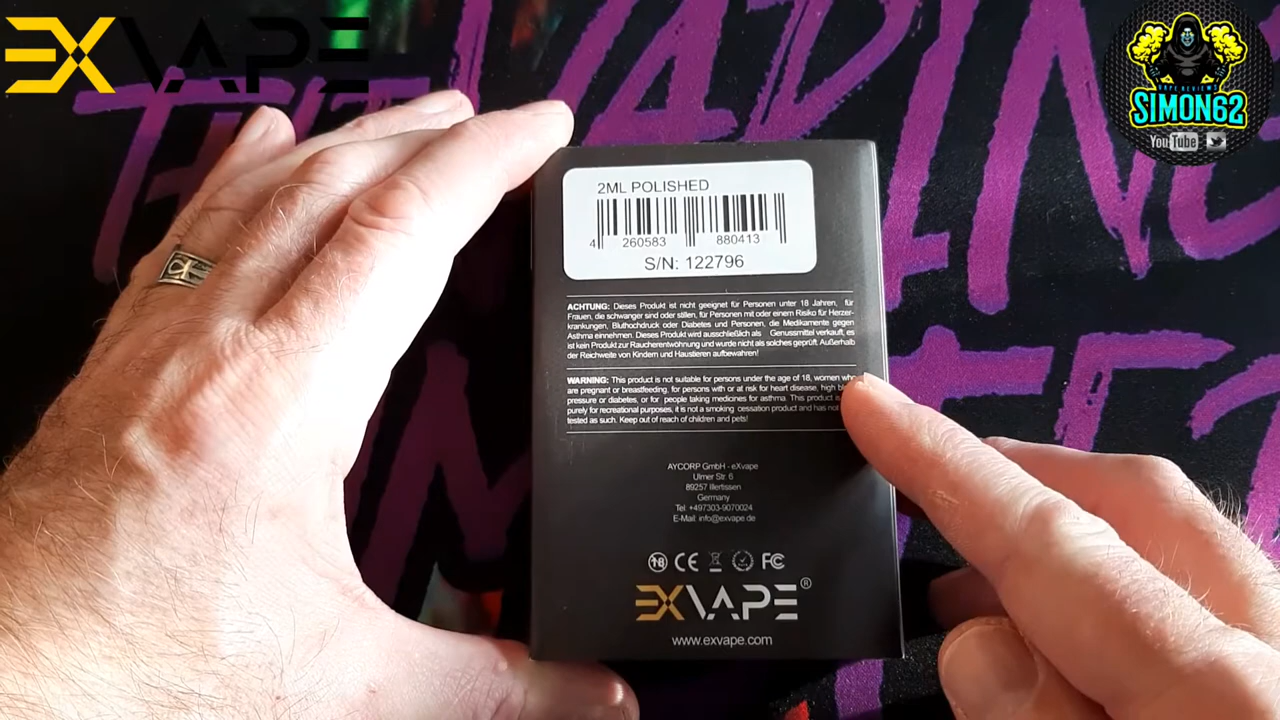 EXVAPE
THE VAPING
VAPE REVIEWS
SIMON62
YouTube
2ML POLISHED
4 260583 880413
S/N: 122796
ACHTUNG: Dieses Produkt ist nicht geeignet für Personen unter 18 Jahren, für
Frauen, die schwanger sind oder stillen, für Personen mit oder einem Risiko für Herzer-
krankungen, Bluthochdruck oder Diabetes und Personen, die Medikamente gegen
Asthma einnehmen. Dieses Produkt wird ausschließlich als Genussmittel verkauft, es
ist kein Produkt zur Raucherentwöhnung und wurde nicht als solches geprüft. Außerhalb
der Reichweite von Kindern und Haustieren aufbewahren!
WARNING: This product is not suitable for persons under the age of 18, women who
are pregnant or breastfeeding, for persons with or at risk for heart disease, high
pressure or diabetes, or for people taking medicines for asthma. This product
purely for recreational purposes, it is not a smoking cessation product and has not
tested as such. Keep out of reach of children and pets!
AYCORP GmbH - eXvape
Ulmer Str. 6
89257 Illertissen
Germany
Tel: +497303-9070024
E-Mail: info@exvape.de
18 CE FC
EXVAPE®
www.exvape.com